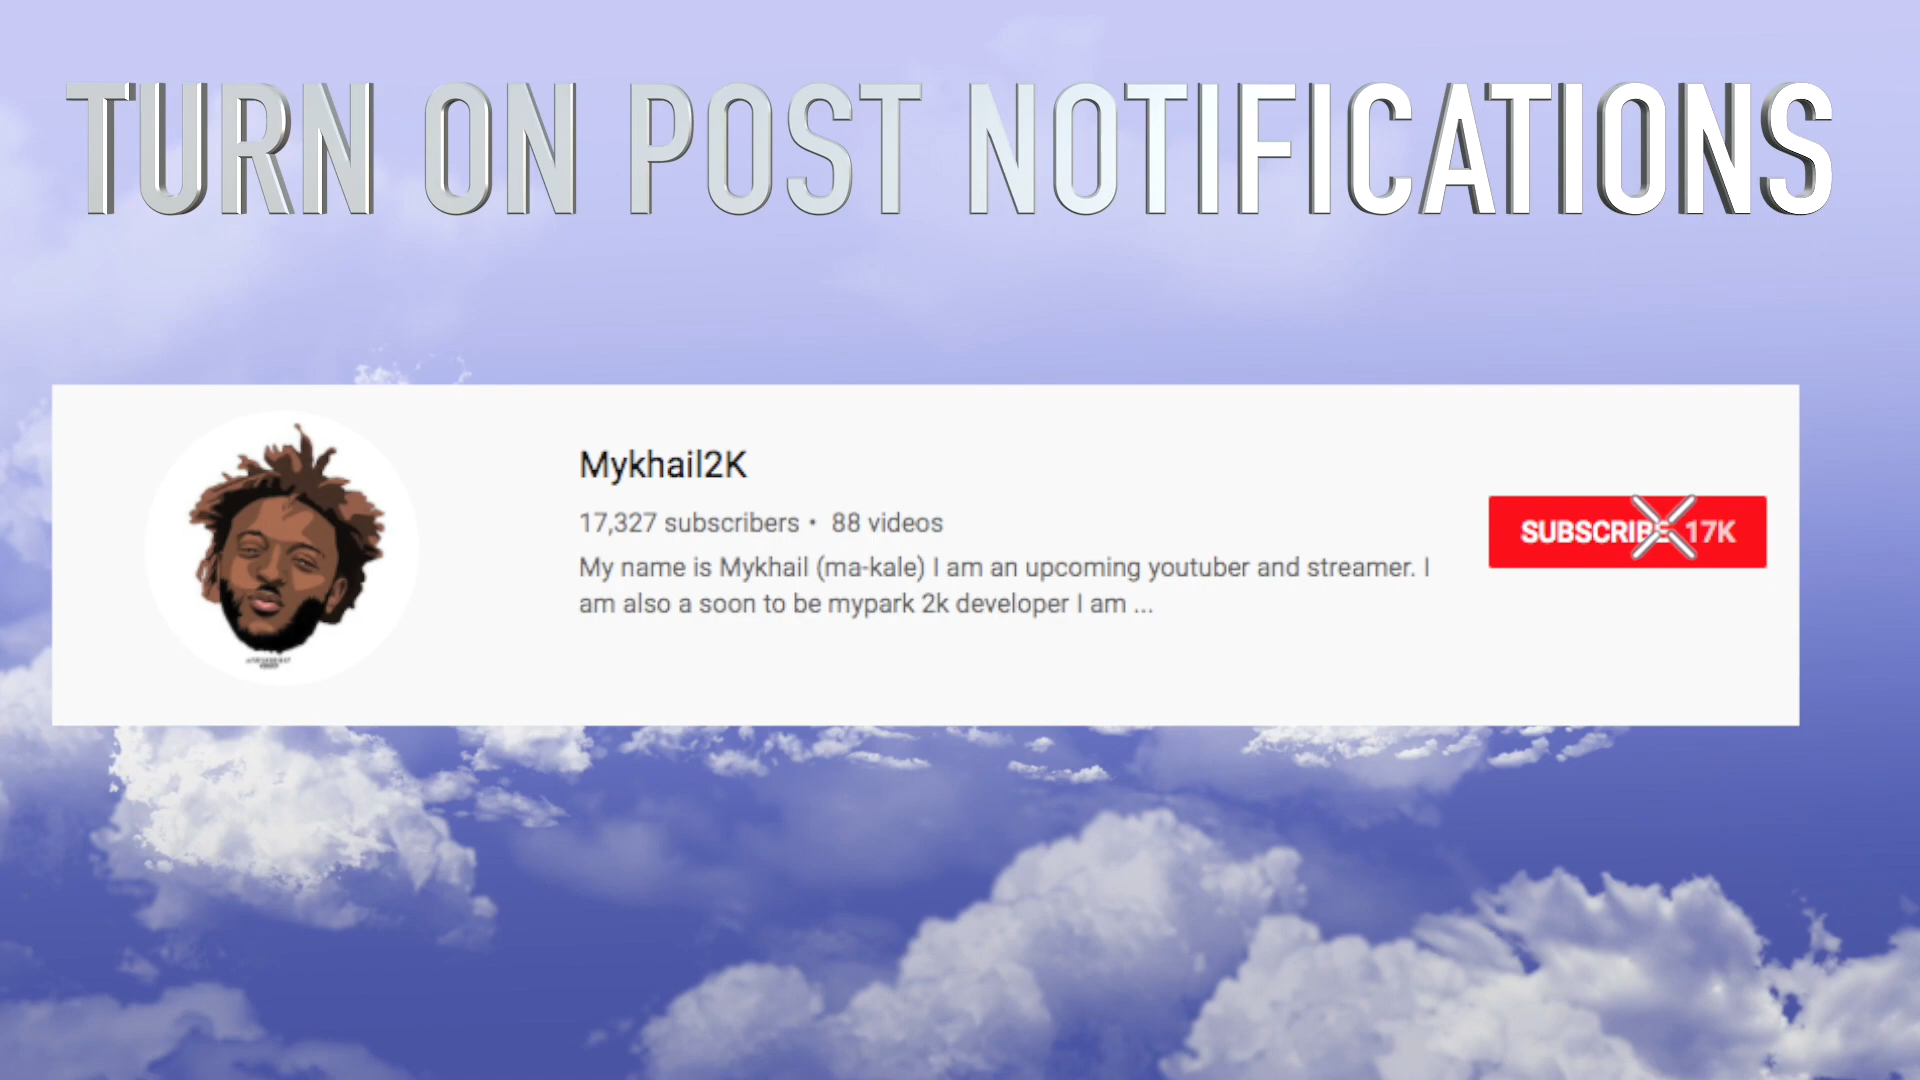 TURN ON POST NOTIFICATIONS
Mykhail2K
17,327 subscribers • 88 videos
SUBSCRIBE 17K
My name is Mykhail (ma-kale) I am an upcoming youtuber and streamer. I
am also a soon to be mypark 2k developer I am ...